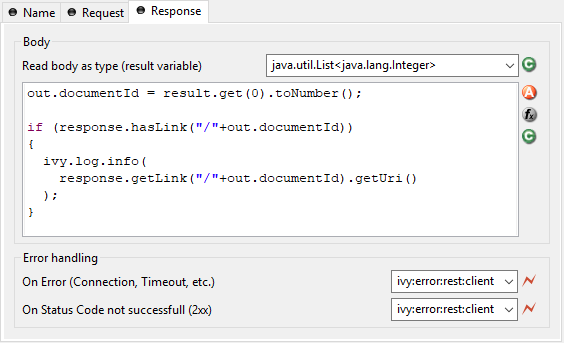 Name Request Response
Body
Read body as type (result variable) java.util.List<java.lang.Integer>
out.documentId = result.get(0).toNumber();
if (response.hasLink("/"+out.documentId))
{
ivy.log.info(
response.getLink("/"+out.documentId).getUri()
);
}
Error handling
On Error (Connection, Timeout, etc.) ivy:error:rest:client
On Status Code not successfull (2xx) ivy:error:rest:client